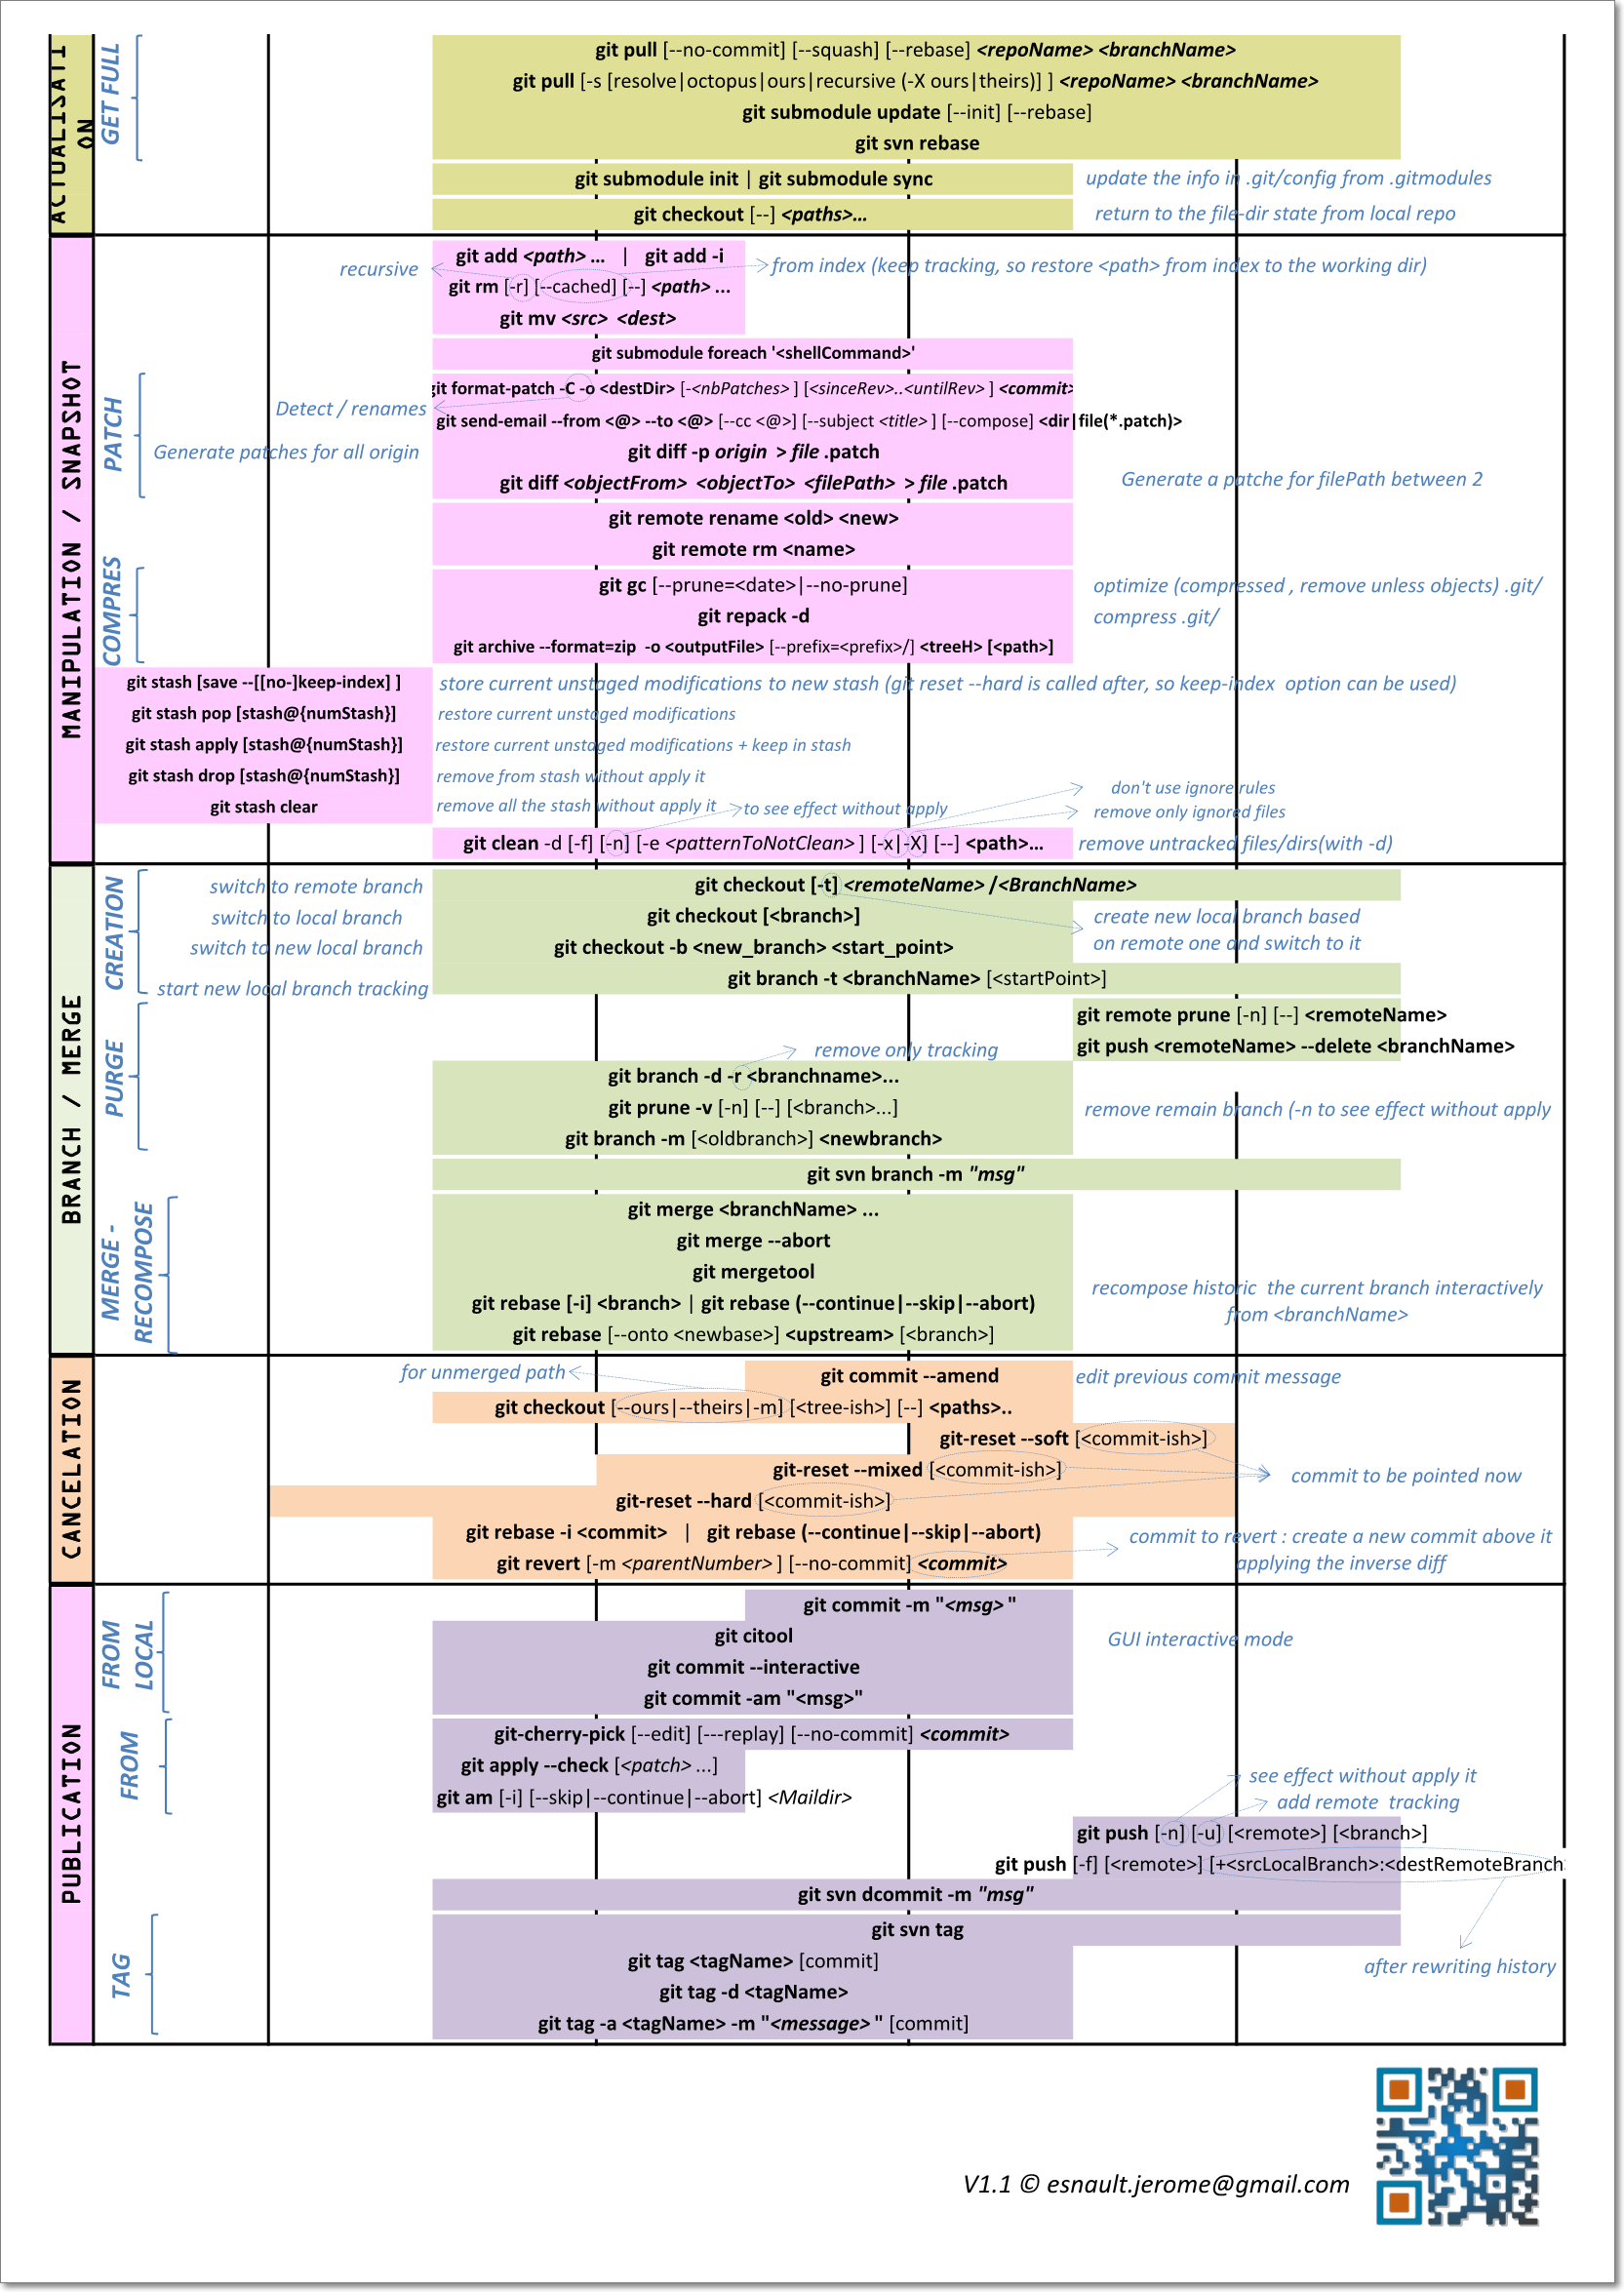 ACTUALISATI
ON
GET FULL
git pull [--no-commit] [--squash] [--rebase] <repoName> <branchName>
git pull [-s [resolve|octopus|ours|recursive (-X ours|theirs)] ] <repoName> <branchName>
git submodule update [--init] [--rebase]
git svn rebase
git submodule init | git submodule sync
update the info in .git/config from .gitmodules
git checkout [--] <paths>...
return to the file-dir state from local repo
MANIPULATION / SNAPSHOT
git add <path> ... | git add -i
recursive
from index (keep tracking, so restore <path> from index to the working dir)
git rm [-r] [--cached] [--] <path> ...
git mv <src> <dest>
git submodule foreach '<shellCommand>'
PATCH
git format-patch -C -o <destDir> [-<nbPatches> ] [<sinceRev>..<untilRev> ] <commit>
Detect / renames
git send-email --from <@> --to <@> [--cc <@>] [--subject <title> ] [--compose] <dir|file(*.patch)>
Generate patches for all origin
git diff -p origin > file .patch
git diff <objectFrom> <objectTo> <filePath> > file .patch
Generate a patche for filePath between 2
git remote rename <old> <new>
git remote rm <name>
COMPRES
git gc [--prune=<date>|--no-prune]
optimize (compressed , remove unless objects) .git/
git repack -d
compress .git/
git archive --format=zip -o <outputFile> [--prefix=<prefix>/] <treeH> [<path>]
git stash [save --[[no-]keep-index] ]
store current unstaged modifications to new stash (git reset --hard is called after, so keep-index option can be used)
git stash pop [stash@{numStash}]
restore current unstaged modifications
git stash apply [stash@{numStash}]
restore current unstaged modifications + keep in stash
git stash drop [stash@{numStash}]
remove from stash without apply it
git stash clear
remove all the stash without apply it
to see effect without apply
don't use ignore rules
remove only ignored files
git clean -d [-f] [-n] [-e <patternToNotClean> ] [-x|-X] [--] <path>...
remove untracked files/dirs(with -d)
BRANCH / MERGE
CREATION
switch to remote branch
git checkout [-t] <remoteName> /<BranchName>
switch to local branch
git checkout [<branch>]
create new local branch based
on remote one and switch to it
switch to new local branch
git checkout -b <new_branch> <start_point>
git branch -t <branchName> [<startPoint>]
start new local branch tracking
PURGE
git remote prune [-n] [--] <remoteName>
git push <remoteName> --delete <branchName>
remove only tracking
git branch -d -r <branchname>...
git prune -v [-n] [--] [<branch>...]
remove remain branch (-n to see effect without apply
git branch -m [<oldbranch>] <newbranch>
git svn branch -m "msg"
MERGE -
RECOMPOSE
git merge <branchName> ...
git merge --abort
git mergetool
git rebase [-i] <branch> | git rebase (--continue|--skip|--abort)
recompose historic the current branch interactively
from <branchName>
git rebase [--onto <newbase>] <upstream> [<branch>]
CANCELATION
for unmerged path
git commit --amend
edit previous commit message
git checkout [--ours|--theirs|-m] [<tree-ish>] [--] <paths>..
git-reset --soft [<commit-ish>]
git-reset --mixed [<commit-ish>]
commit to be pointed now
git-reset --hard [<commit-ish>]
git rebase -i <commit> | git rebase (--continue|--skip|--abort)
commit to revert : create a new commit above it
applying the inverse diff
git revert [-m <parentNumber> ] [--no-commit] <commit>
PUBLICATION
FROM
LOCAL
git commit -m "<msg> "
git citool
GUI interactive mode
git commit --interactive
git commit -am "<msg>"
FROM
git-cherry-pick [--edit] [---replay] [--no-commit] <commit>
git apply --check [<patch> ...]
git am [-i] [--skip|--continue|--abort] <Maildir>
see effect without apply it
add remote tracking
git push [-n] [-u] [<remote>] [<branch>]
git push [-f] [<remote>] [+<srcLocalBranch>:<destRemoteBranch>
git svn dcommit -m "msg"
after rewriting history
TAG
git svn tag
git tag <tagName> [commit]
git tag -d <tagName>
git tag -a <tagName> -m "<message> " [commit]
V1.1 © esnault.jerome@gmail.com